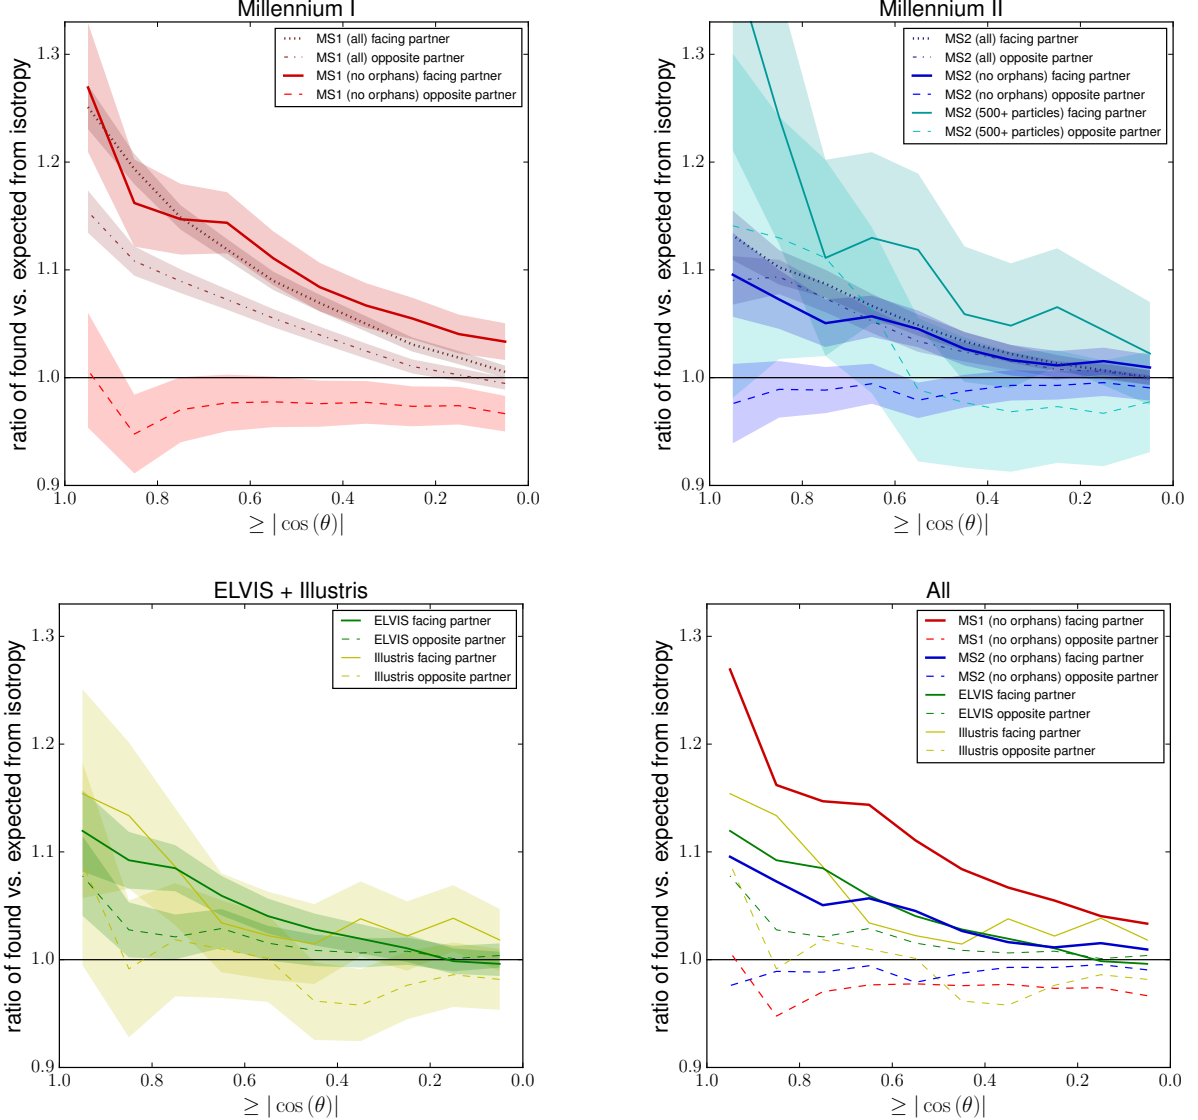 Millennium I
ratio of found vs. expected from isotropy
1.3
1.2
1.1
1.0
0.9
MS1 (all) facing partner
MS1 (all) opposite partner
MS1 (no orphans) facing partner
MS1 (no orphans) opposite partner
1.0 0.8 0.6 0.4 0.2 0.0
≥ | cos (θ)|
Millennium II
ratio of found vs. expected from isotropy
1.3
1.2
1.1
1.0
0.9
MS2 (all) facing partner
MS2 (all) opposite partner
MS2 (no orphans) facing partner
MS2 (no orphans) opposite partner
MS2 (500+ particles) facing partner
MS2 (500+ particles) opposite partner
1.0 0.8 0.6 0.4 0.2 0.0
≥ | cos (θ)|
ELVIS + Illustris
ratio of found vs. expected from isotropy
1.3
1.2
1.1
1.0
0.9
ELVIS facing partner
ELVIS opposite partner
Illustris facing partner
Illustris opposite partner
1.0 0.8 0.6 0.4 0.2 0.0
≥ | cos (θ)|
All
ratio of found vs. expected from isotropy
1.3
1.2
1.1
1.0
0.9
MS1 (no orphans) facing partner
MS1 (no orphans) opposite partner
MS2 (no orphans) facing partner
MS2 (no orphans) opposite partner
ELVIS facing partner
ELVIS opposite partner
Illustris facing partner
Illustris opposite partner
1.0 0.8 0.6 0.4 0.2 0.0
≥ | cos (θ)|